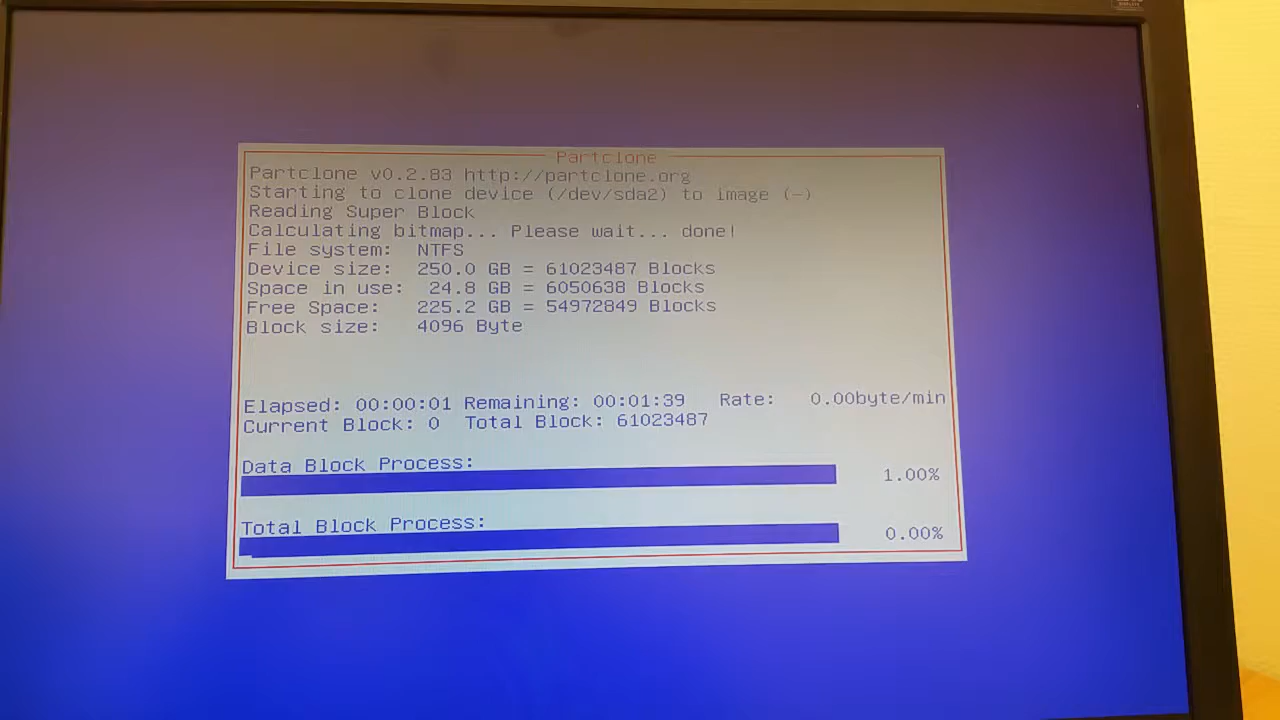 Partclone
Partclone v0.2.83 http://partclone.org
Starting to clone device (/dev/sda2) to image (-)
Reading Super Block
Calculating bitmap... Please wait... done!
File system: NTFS
Device size: 250.0 GB = 61023487 Blocks
Space in use: 24.8 GB = 6050638 Blocks
Free Space: 225.2 GB = 54972849 Blocks
Block size: 4096 Byte
Elapsed: 00:00:01 Remaining: 00:01:39 Rate: 0.00byte/min
Current Block: 0 Total Block: 61023487
Data Block Process:
1.00%
Total Block Process:
0.00%